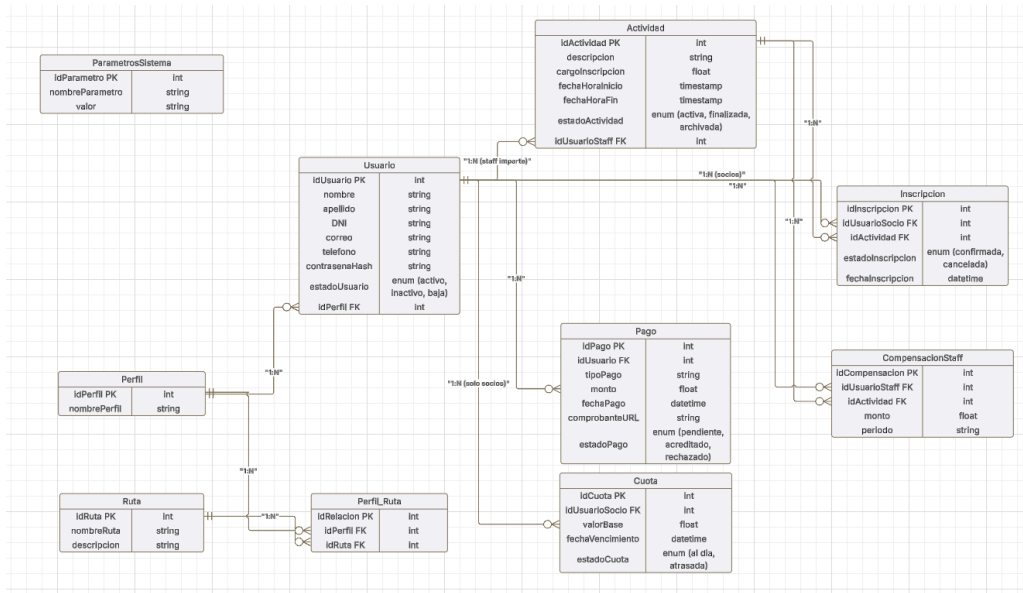 ParametrosSistema
idParametro PK int
nombreParametro string
valor string
Actividad
idActividad PK int
descripcion string
cargoInscripcion float
fechaHoraInicio timestamp
fechaHoraFin timestamp
estadoActividad enum (activa, finalizada,
archivada)
idUsuarioStaff FK int
"1:N"
"1:N (staff imparte)"
Usuario
idUsuario PK int
nombre string
apellido string
DNI string
correo string
telefono string
contrasenaHash string
estadoUsuario enum (activo,
inactivo, baja)
idPerfil FK int
"1:N (socios)"
"1:N"
Inscripcion
idInscripcion PK int
idUsuarioSocio FK int
idActividad FK int
estadoInscripcion enum (confirmada,
cancelada)
fechaInscripcion datetime
"1:N"
"1:N"
Pago
idPago PK int
idUsuario FK int
tipoPago string
monto float
fechaPago datetime
comprobanteURL string
estadoPago enum (pendiente,
acreditado,
rechazado)
CompensacionStaff
idCompensacion PK int
idUsuarioStaff FK int
idActividad FK int
monto float
periodo string
"1:N"
"1:N (solo socios)"
Perfil
idPerfil PK int
nombrePerfil string
"1:N"
Cuota
idCuota PK int
idUsuarioSocio FK int
valorBase float
fechaVencimiento datetime
estadoCuota enum (al dia,
atrasada)
Ruta
idRuta PK int
nombreRuta string
descripcion string
"1:N"
Perfil_Ruta
idRelacion PK int
idPerfil FK int
idRuta FK int